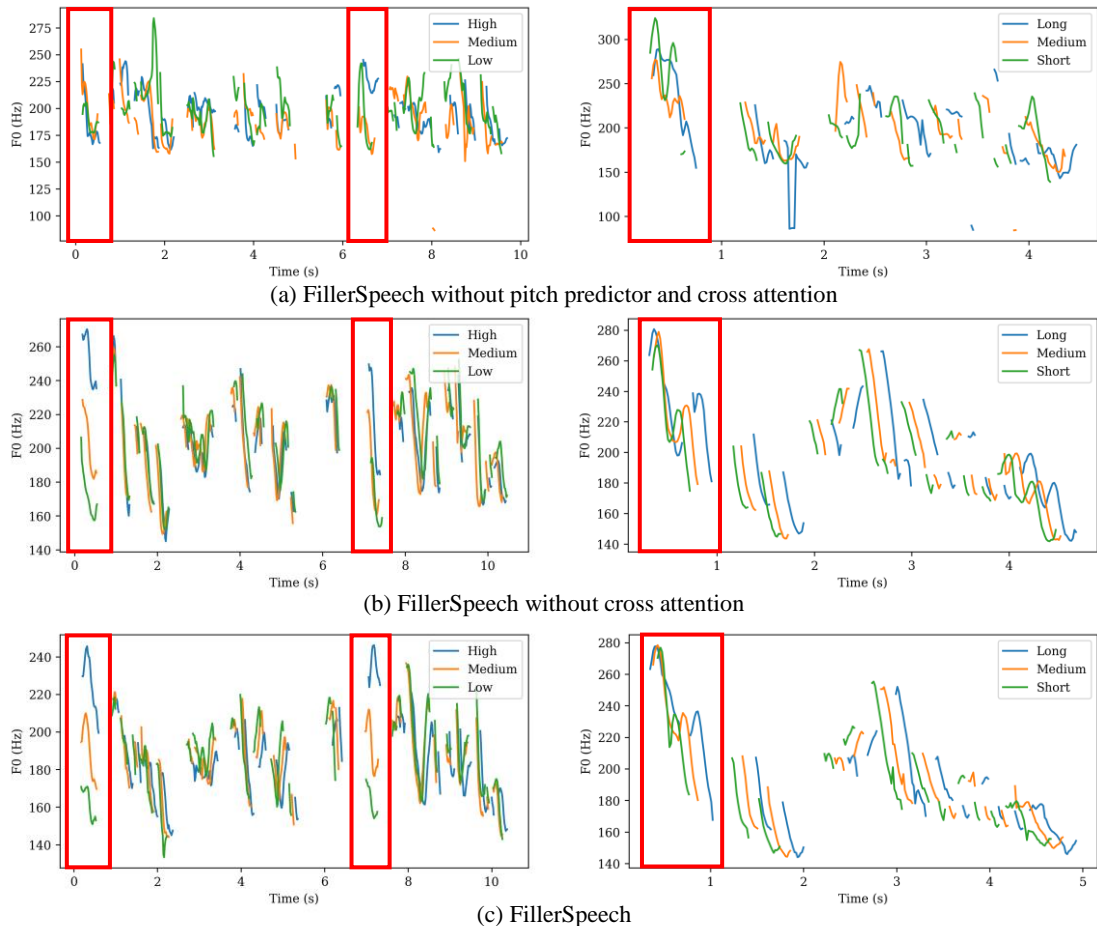 275
250
225
200
175
150
125
100
F0 (Hz)
High
Medium
Low
0 2 4 6 8 10
Time (s)
300
250
200
150
100
F0 (Hz)
Long
Medium
Short
1 2 3 4
Time (s)
(a) FillerSpeech without pitch predictor and cross attention
260
240
220
200
180
160
140
F0 (Hz)
High
Medium
Low
0 2 4 6 8 10
Time (s)
280
260
240
220
200
180
160
140
F0 (Hz)
Long
Medium
Short
1 2 3 4
Time (s)
(b) FillerSpeech without cross attention
240
220
200
180
160
140
F0 (Hz)
High
Medium
Low
0 2 4 6 8 10
Time (s)
280
260
240
220
200
180
160
140
F0 (Hz)
Long
Medium
Short
1 2 3 4 5
Time (s)
(c) FillerSpeech